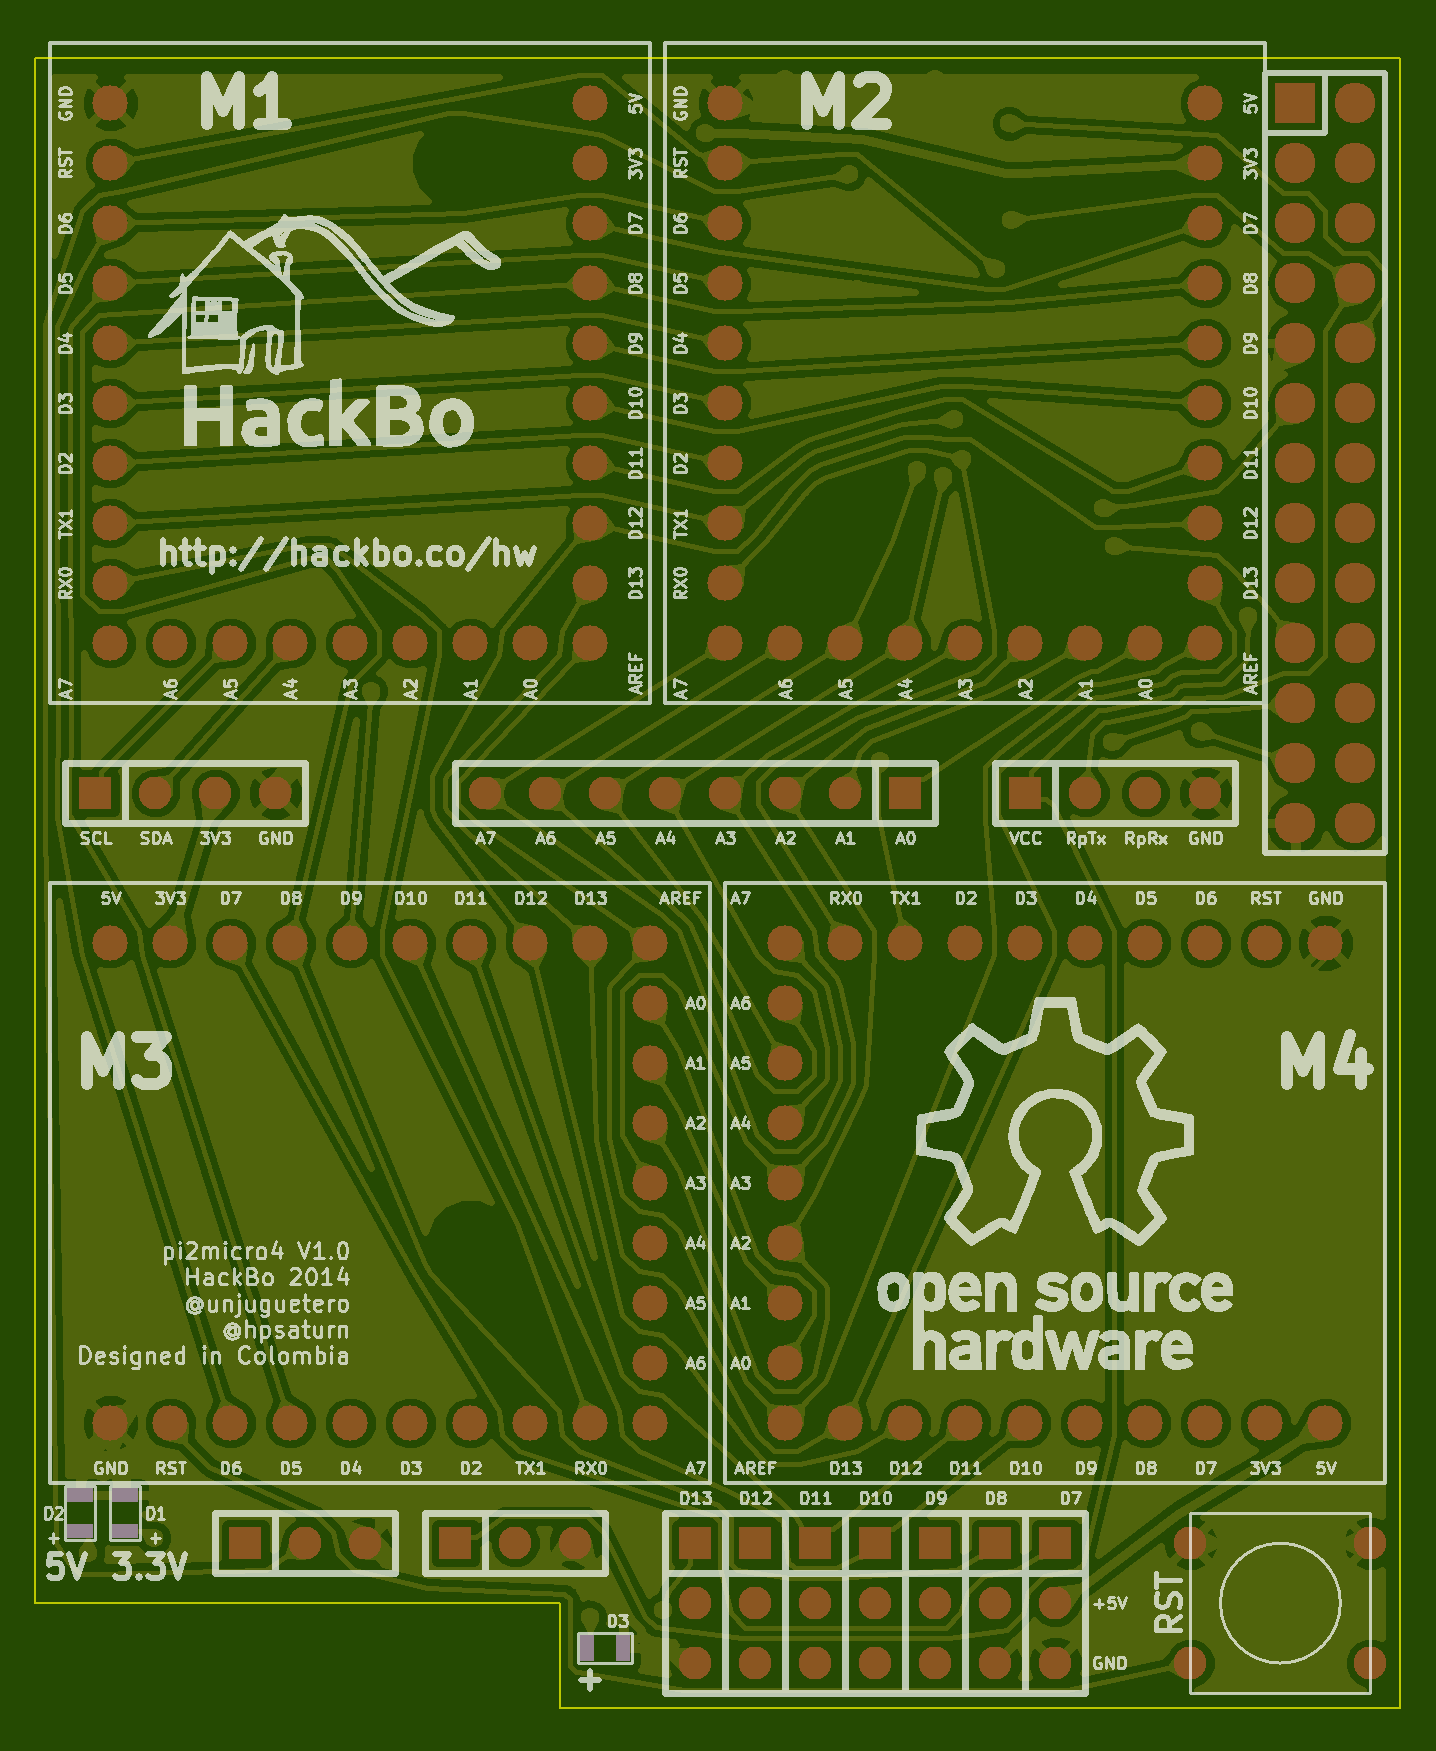 M1
M2
GND
5V
GND
5V
RST
3V3
RST
3V3
D6
D7
D6
D7
D5
D8
D5
D8
D4
D9
D4
D9
D3
D10
D3
D10
HackBo
D2
D11
D2
D11
TX1
D12
TX1
D12
http://hackbo.co/hw
RX0
D13
RX0
D13
A7 A6 A5 A4 A3 A2 A1 A0 AREF
A7 A6 A5 A4 A3 A2 A1 A0 AREF
SCL SDA 3V3 GND
A7 A6 A5 A4 A3 A2 A1 A0
VCC RpTx RpRx GND
5V 3V3 D7 D8 D9 D10 D11 D12 D13 AREF
A7 RX0 TX1 D2 D3 D4 D5 D6 RST GND
A0
A6
M3
A1
A5
M4
A2
A4
A3
A3
A4
A2
pi2micro4 V1.0
HackBo 2014
@unjuguetero
@hpsaturn
Designed in Colombia
A5
A1
open source
hardware
A6
A0
GND RST D6 D5 D4 D3 D2 TX1 RX0 A7
AREF D13 D12 D11 D10 D9 D8 D7 3V3 5V
D13 D12 D11 D10 D9 D8 D7
D2
D1
+
+
5V 3.3V
+5V
RST
D3
GND
+